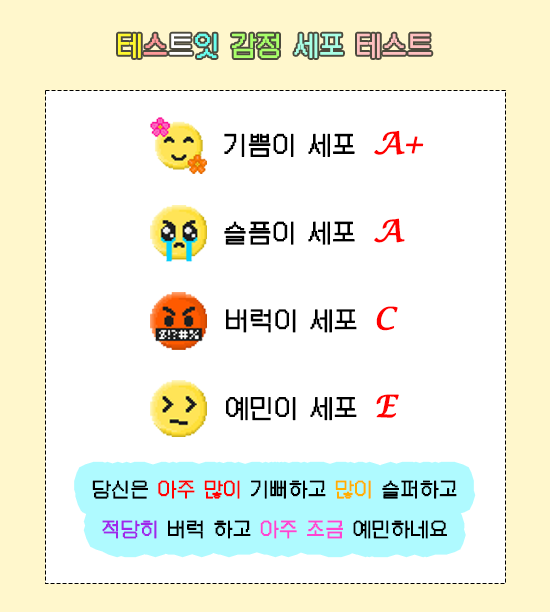 테스트잇 감정 세포 테스트
기쁨이 세포 A+
슬픔이 세포 A
버럭이 세포 C
예민이 세포 E
당신은 아주 많이 기뻐하고 많이 슬퍼하고
적당히 버럭 하고 아주 조금 예민하네요